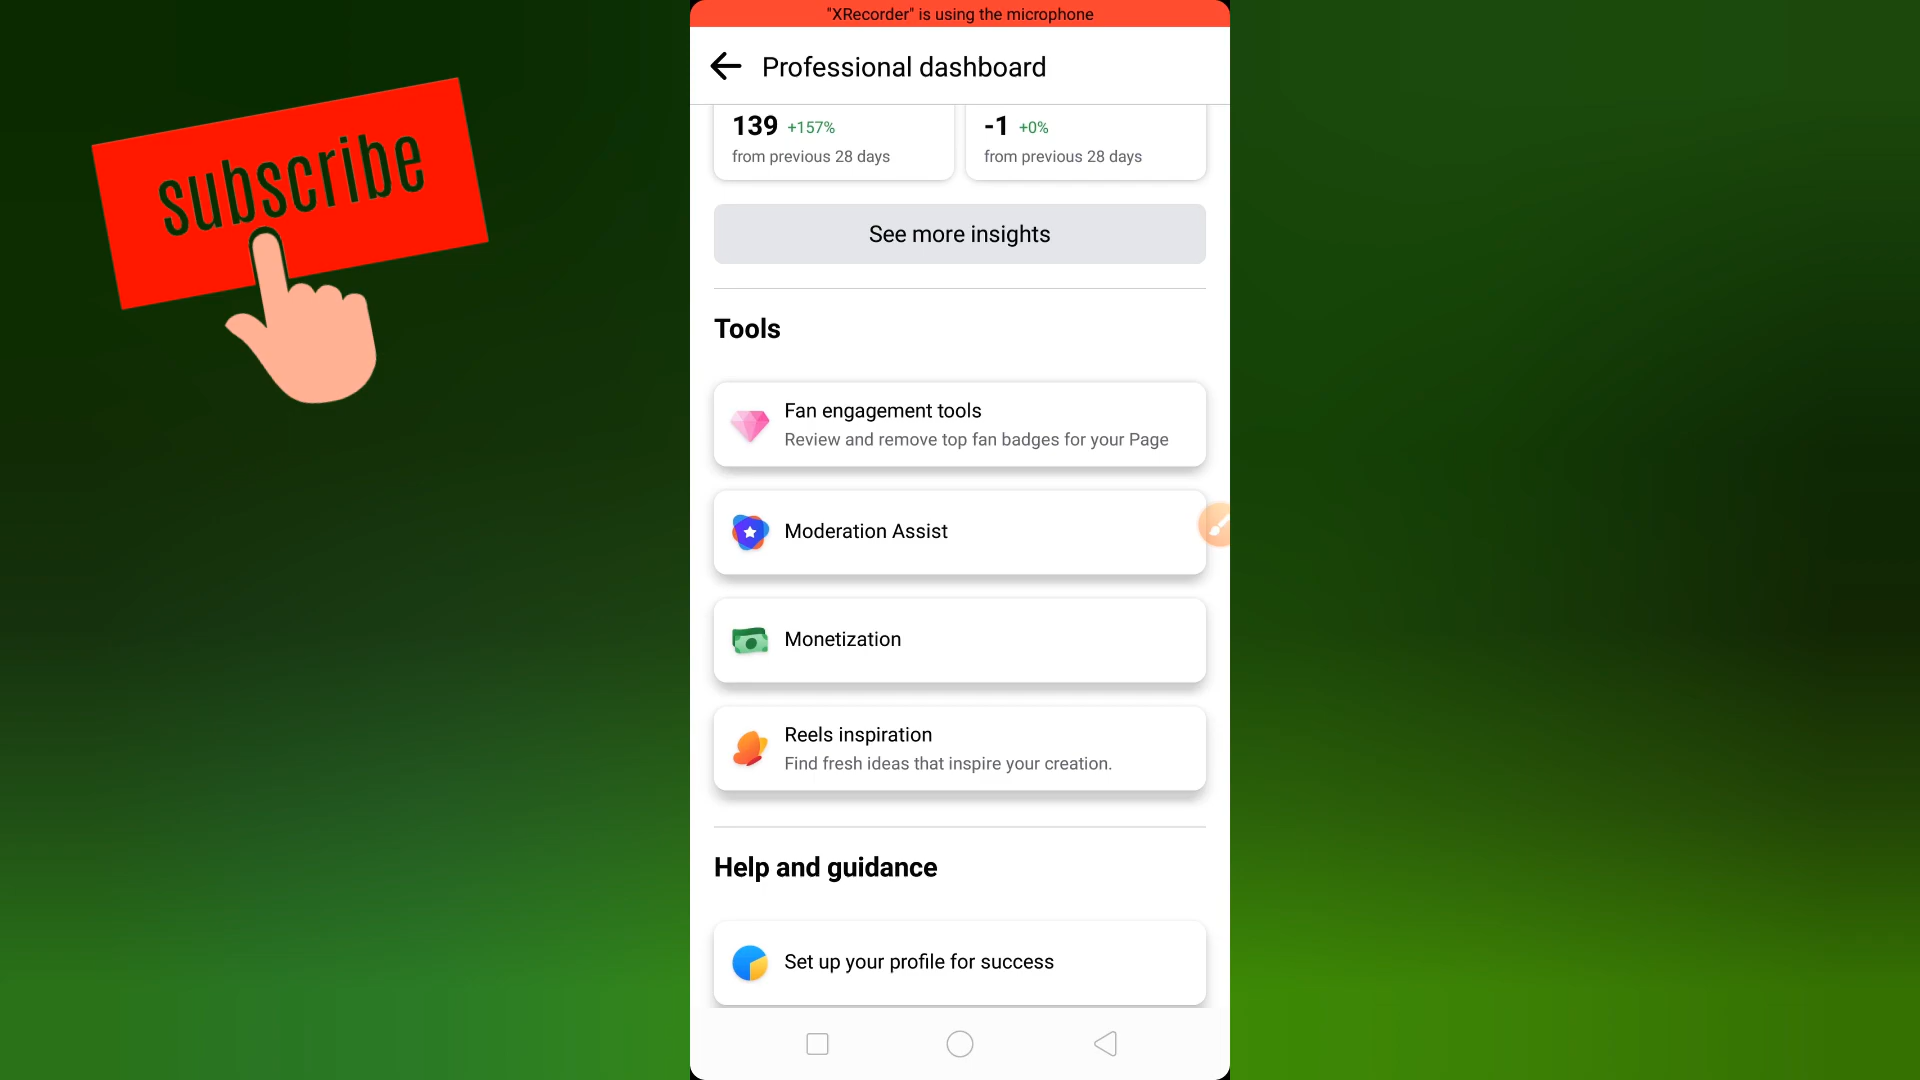 "XRecorder" is using the microphone
Professional dashboard
139 +157%
from previous 28 days
-1 +0%
from previous 28 days
See more insights
Tools
Fan engagement tools
Review and remove top fan badges for your Page
Moderation Assist
Monetization
Reels inspiration
Find fresh ideas that inspire your creation.
Help and guidance
Set up your profile for success
subscribe